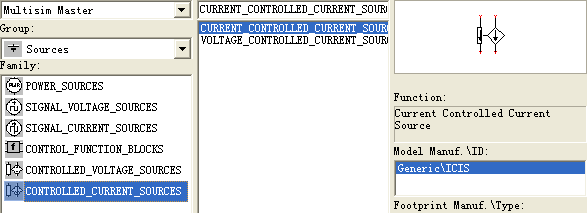 Multisim Master
Group:
Sources
Family:
POWER_SOURCES
SIGNAL_VOLTAGE_SOURCES
SIGNAL_CURRENT_SOURCES
CONTROL_FUNCTION_BLOCKS
CONTROLLED_VOLTAGE_SOURCES
CONTROLLED_CURRENT_SOURCES
CURRENT_CONTROLLED_CURRENT_SOUR
CURRENT_CONTROLLED_CURRENT_SOUR
VOLTAGE_CONTROLLED_CURRENT_SOUR
Function:
Current Controlled Current
Source
Model Manuf.\ID:
Generic\ICIS
Footprint Manuf.\Type: